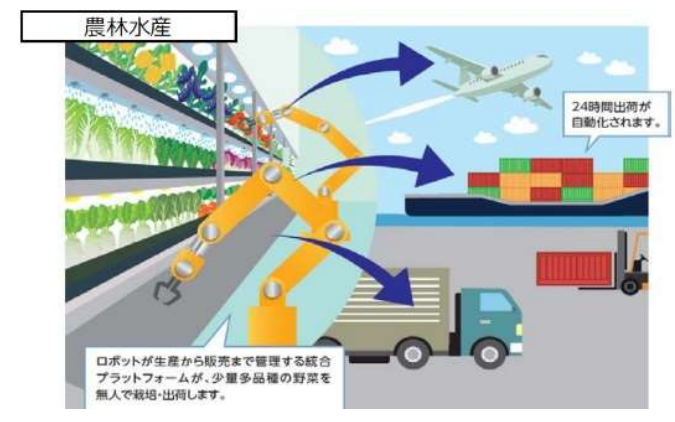 農林水産
24時間出荷が
自動化されます。
ロボットが生産から販売まで管理する統合
プラットフォームが、少量多品種の野菜を
無人で栽培・出荷します。